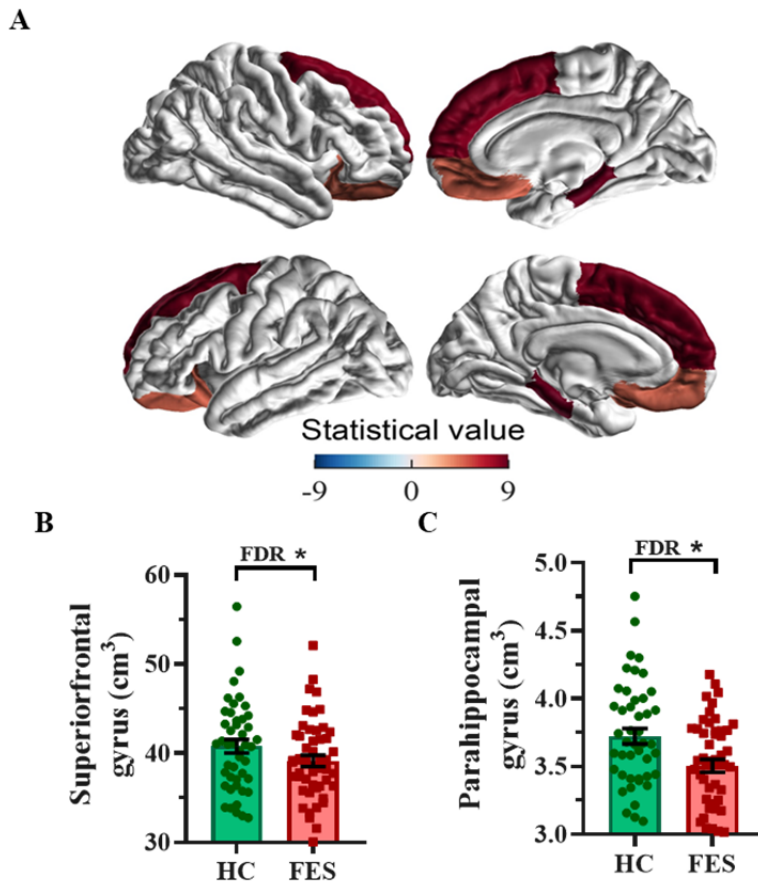 A
Statistical value
-9 0 9
B
FDR *
Superiorfrontal
gyrus (cm³)
60
50
40
30
HC FES
C
FDR *
Parahippocampal
gyrus (cm³)
5.0
4.5
4.0
3.5
3.0
HC FES